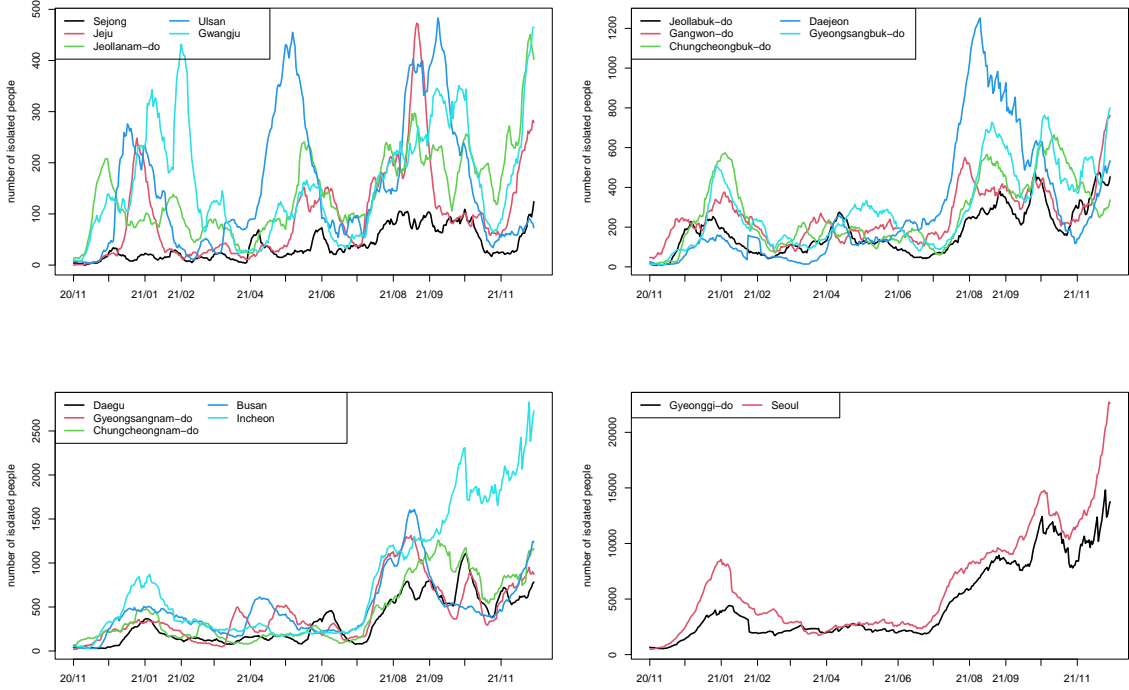 Sejong
Jeju
Jeollanam−do
Ulsan
Gwangju
number of isolated people
0 100 200 300 400 500
20/11 21/01 21/02 21/04 21/06 21/08 21/09 21/11
Jeollabuk−do
Gangwon−do
Chungcheongbuk−do
Daejeon
Gyeongsangbuk−do
number of isolated people
0 200 400 600 800 1000 1200
20/11 21/01 21/02 21/04 21/06 21/08 21/09 21/11
Daegu
Gyeongsangnam−do
Chungcheongnam−do
Busan
Incheon
number of isolated people
0 500 1000 1500 2000 2500
20/11 21/01 21/02 21/04 21/06 21/08 21/09 21/11
Gyeonggi−do
Seoul
number of isolated people
0 5000 10000 15000 20000
20/11 21/01 21/02 21/04 21/06 21/08 21/09 21/11